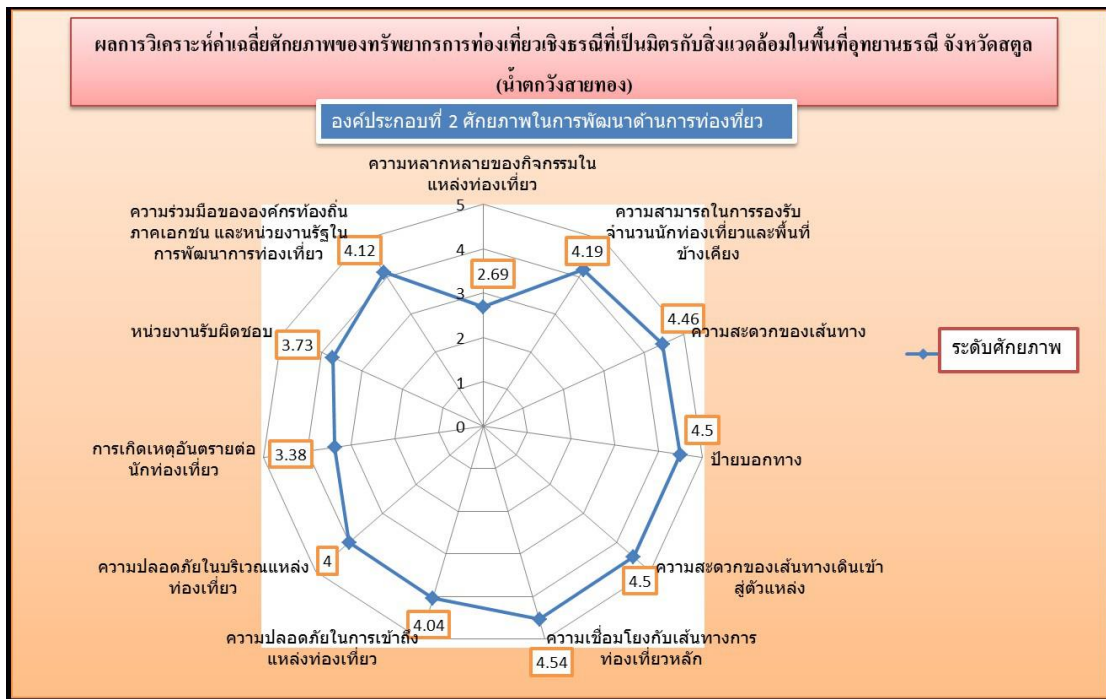 ผลการวิเคราะห์ค่าเฉลี่ยศักยภาพของทรัพยากรการท่องเที่ยวเชิงธรณีที่เป็นมิตรกับสิ่งแวดล้อมในพื้นที่อุทยานธรณี จังหวัดสตูล
(น้ำตกวังสายทอง)
องค์ประกอบที่ 2 ศักยภาพในการพัฒนาด้านการท่องเที่ยว
ความหลากหลายของกิจกรรมใน
แหล่งท่องเที่ยว
ความสามารถในการรองรับ
จำนวนนักท่องเที่ยวและพื้นที่
ข้างเคียง
ความสะดวกของเส้นทาง
ป้ายบอกทาง
ความสะดวกของเส้นทางเดินเข้า
สู่ตัวแหล่ง
ความเชื่อมโยงกับเส้นทางการ
ท่องเที่ยวหลัก
ความปลอดภัยในการเข้าถึง
แหล่งท่องเที่ยว
ความปลอดภัยในบริเวณแหล่ง
ท่องเที่ยว
การเกิดเหตุอันตรายต่อ
นักท่องเที่ยว
หน่วยงานรับผิดชอบ
ความร่วมมือขององค์กรท้องถิ่น
ภาคเอกชน และหน่วยงานรัฐใน
การพัฒนาการท่องเที่ยว
5
4
3
2
1
0
2.69
4.19
4.46
4.5
4.5
4.54
4.04
4
3.38
3.73
4.12
ระดับศักยภาพ